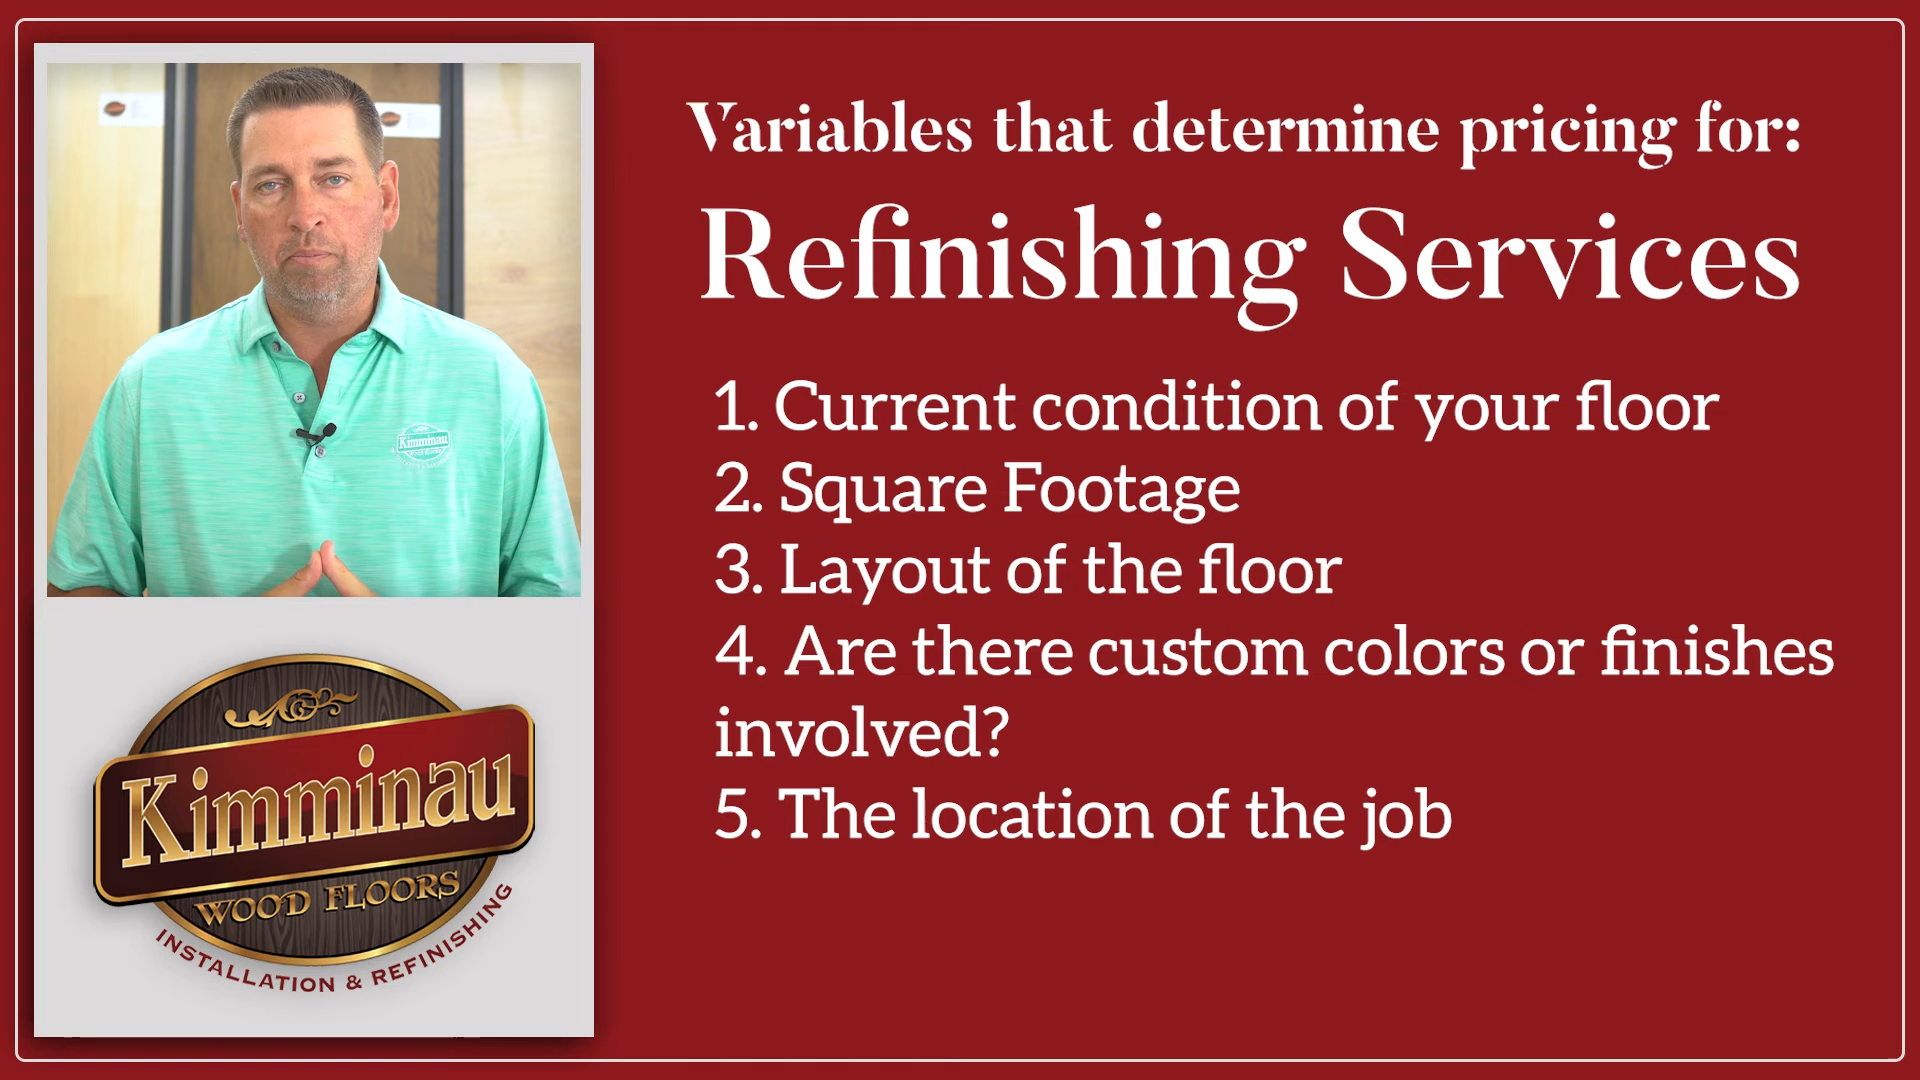 Variables that determine pricing for:
Refinishing Services
1. Current condition of your floor
2. Square Footage
3. Layout of the floor
4. Are there custom colors or finishes
involved?
5. The location of the job
Kimminau
Kimminau
WOOD FLOORS
INSTALLATION & REFINISHING